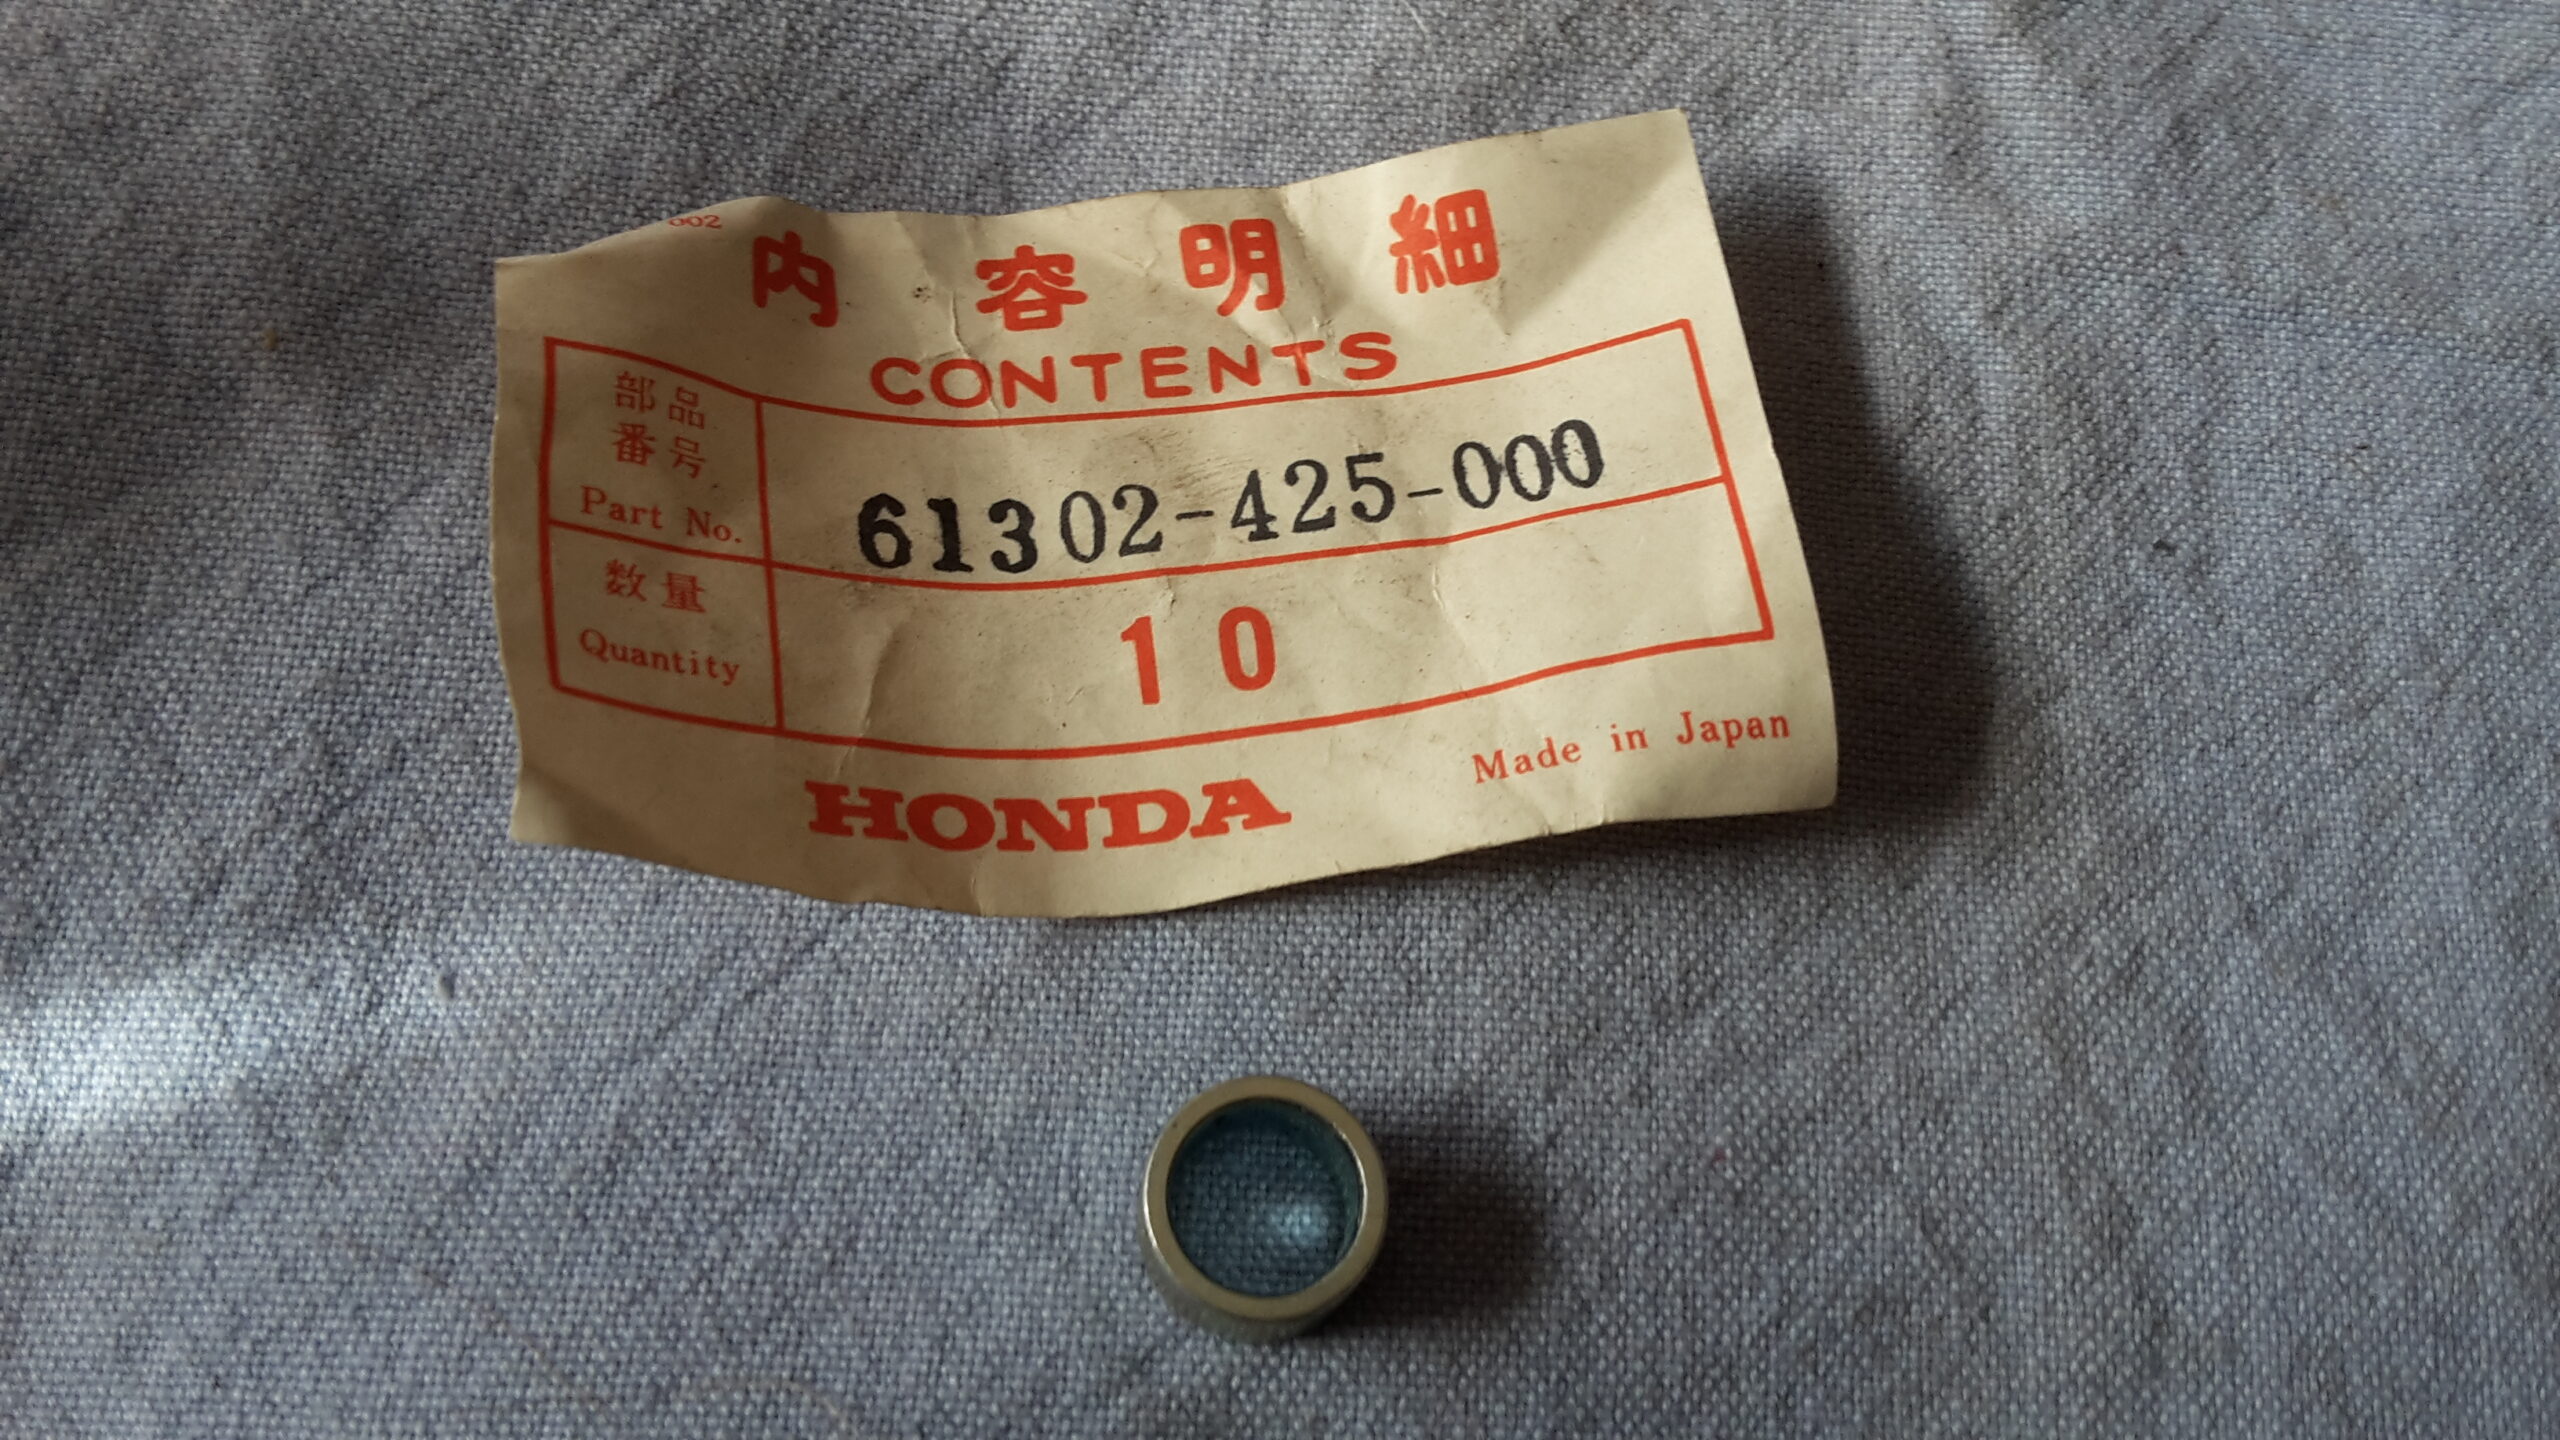 002
内容明細
CONTENTS
部品
番号
Part No.
61302-425-000
数量
Quantity
10
HONDA
Made in Japan